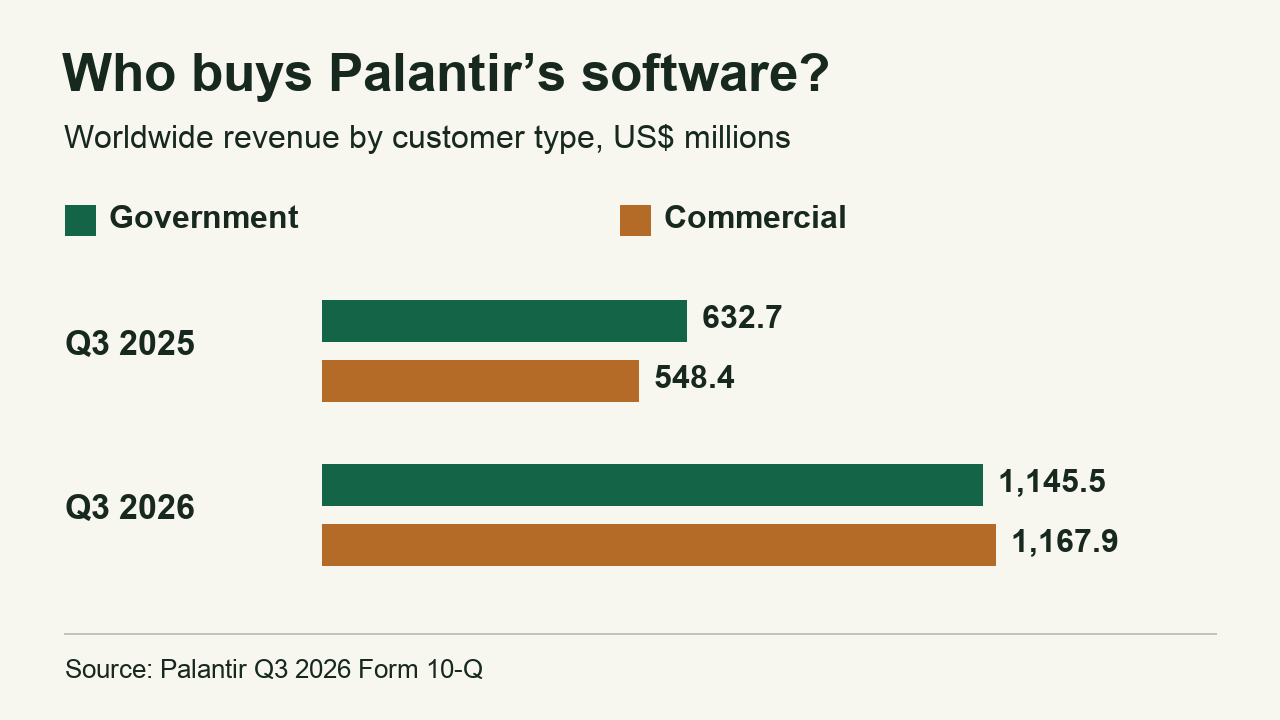 Who buys Palantir’s software?
Worldwide revenue by customer type, US$ millions
Government
Commercial
Q3 2025
632.7
548.4
Q3 2026
1,145.5
1,167.9
Source: Palantir Q3 2026 Form 10-Q